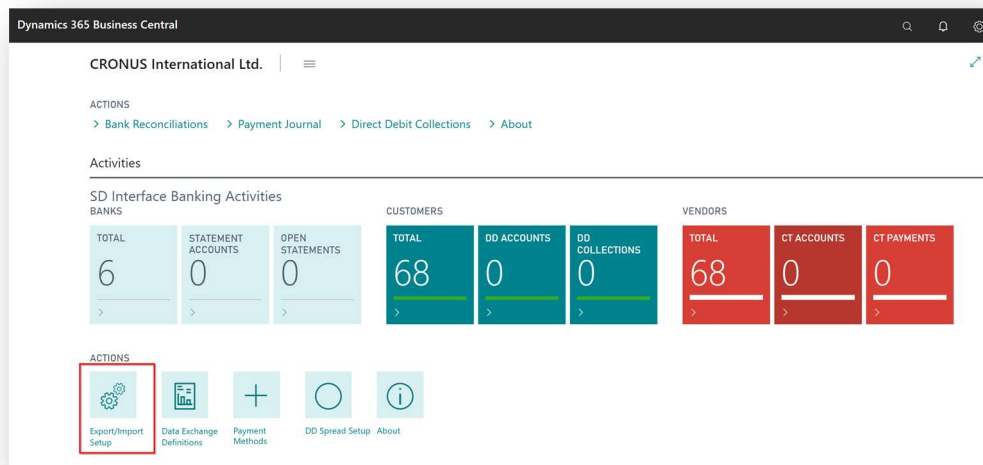 Dynamics 365 Business Central
CRONUS International Ltd.
ACTIONS
> Bank Reconciliations > Payment Journal > Direct Debit Collections > About
Activities
SD Interface Banking Activities
BANKS CUSTOMERS VENDORS
TOTAL STATEMENT ACCOUNTS OPEN STATEMENTS TOTAL DD ACCOUNTS DD COLLECTIONS TOTAL CT ACCOUNTS CT PAYMENTS
6 0 0 68 0 0 68 0 0
ACTIONS
Export/Import Data Exchange Payment DD Spread Setup About
Setup Definitions Methods